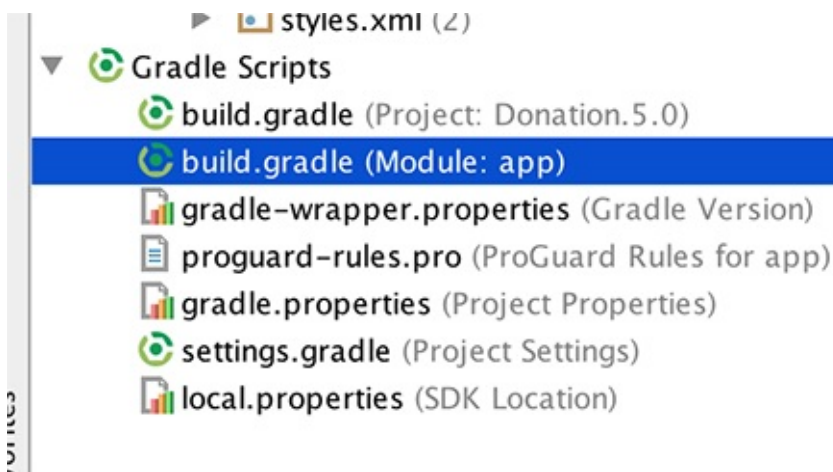 styles.xml (2)
Gradle Scripts
build.gradle (Project: Donation.5.0)
build.gradle (Module: app)
gradle-wrapper.properties (Gradle Version)
proguard-rules.pro (ProGuard Rules for app)
gradle.properties (Project Properties)
settings.gradle (Project Settings)
local.properties (SDK Location)